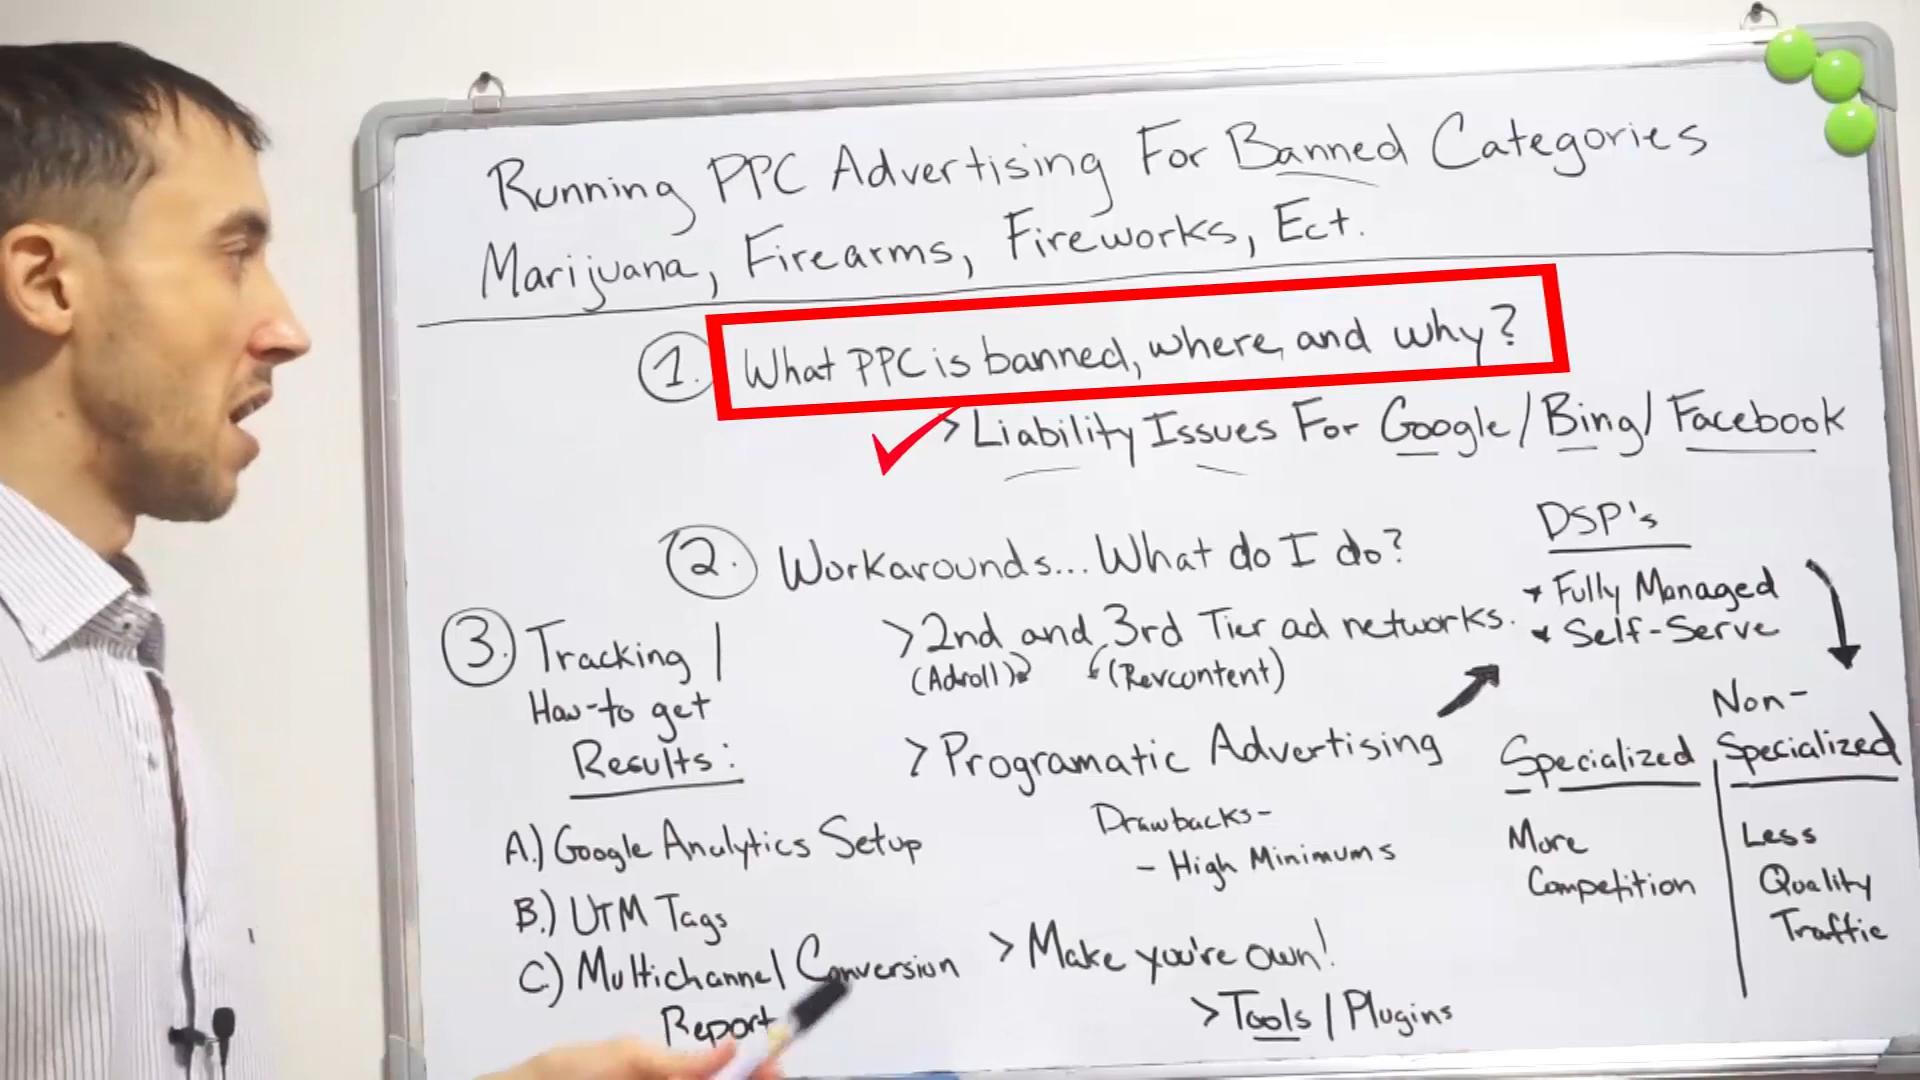 Running PPC Advertising For Banned Categories
Marijuana, Firearms, Fireworks, Ect.
1. What PPC is banned, where, and why?
> Liability Issues For Google/Bing/Facebook
2. Workarounds... What do I do?
> 2nd and 3rd Tier ad networks.
(Adroll) (Revcontent)
> Programatic Advertising
Drawbacks-
- High Minimums
> Make you're own!
> Tools / Plugins
DSP's
Fully Managed
Self-Serve
Specialized
More
Competition
Non-
Specialized
Less
Quality
Traffic
3. Tracking /
How-to get
Results:
A.) Google Analytics Setup
B.) UTM Tags
C.) Multichannel Conversion
Report